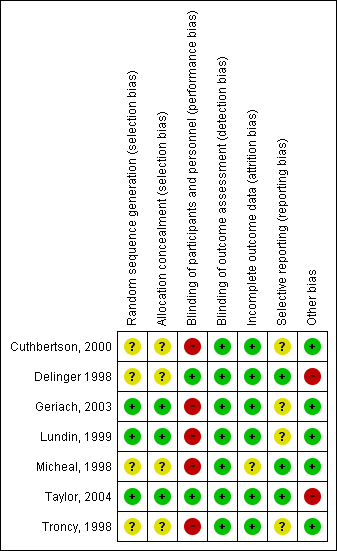 Random sequence generation (selection bias)
Allocation concealment (selection bias)
Blinding of participants and personnel (performance bias)
Blinding of outcome assessment (detection bias)
Incomplete outcome data (attrition bias)
Selective reporting (reporting bias)
Other bias
Cuthbertson, 2000 ? ? - + + ? +
Delinger 1998 ? ? + + + + -
Geriach, 2003 + + - + + ? +
Lundin, 1999 + + - + + ? +
Micheal, 1998 ? ? - + ? + +
Taylor, 2004 + + + + + + -
Troncy, 1998 ? ? - + + ? +